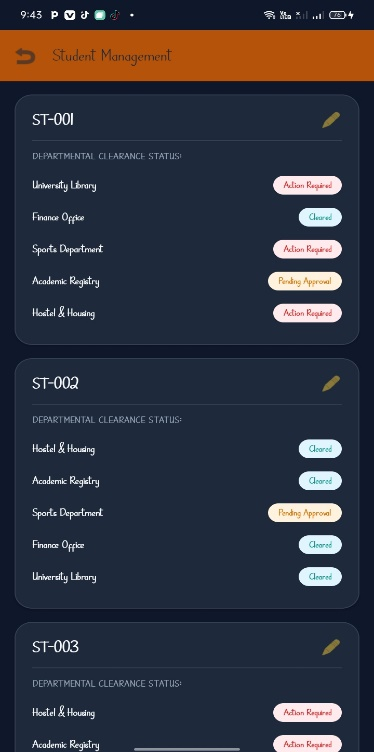 9:43
Student Management
ST-001
DEPARTMENTAL CLEARANCE STATUS:
University Library Action Required
Finance Office Cleared
Sports Department Action Required
Academic Registry Pending Approval
Hostel & Housing Action Required
ST-002
DEPARTMENTAL CLEARANCE STATUS:
Hostel & Housing Cleared
Academic Registry Cleared
Sports Department Pending Approval
Finance Office Cleared
University Library Cleared
ST-003
DEPARTMENTAL CLEARANCE STATUS:
Hostel & Housing Action Required
Academic Registry Action Required